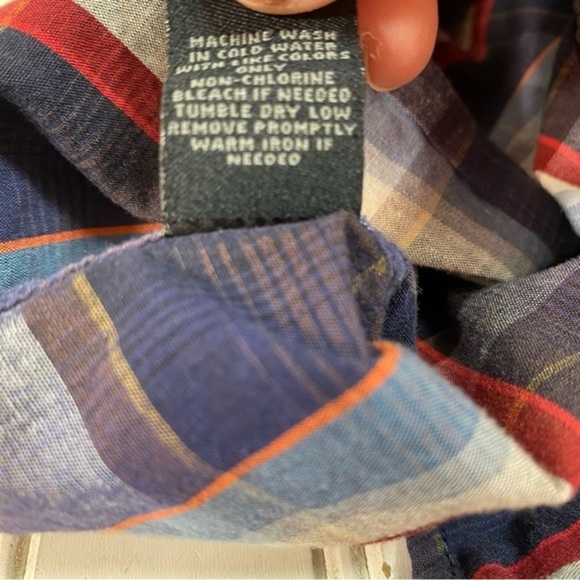 MACHINE WASH
IN COLD WATER
WITH LIKE COLORS
ONLY
NON-CHLORINE
BLEACH IF NEEDED
TUMBLE DRY LOW
REMOVE PROMPTLY
WARM IRON IF
NEEDED